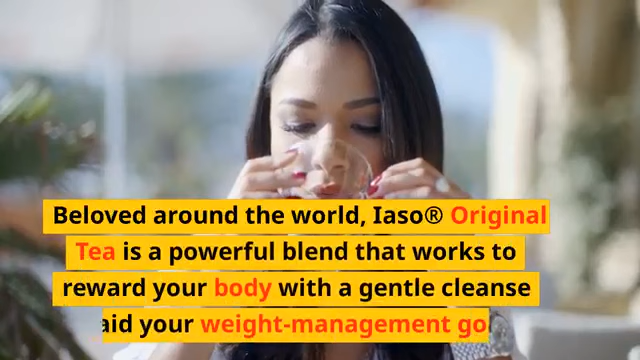 Beloved around the world, Iaso® Original
Tea is a powerful blend that works to
reward your body with a gentle cleanse
your weight-management